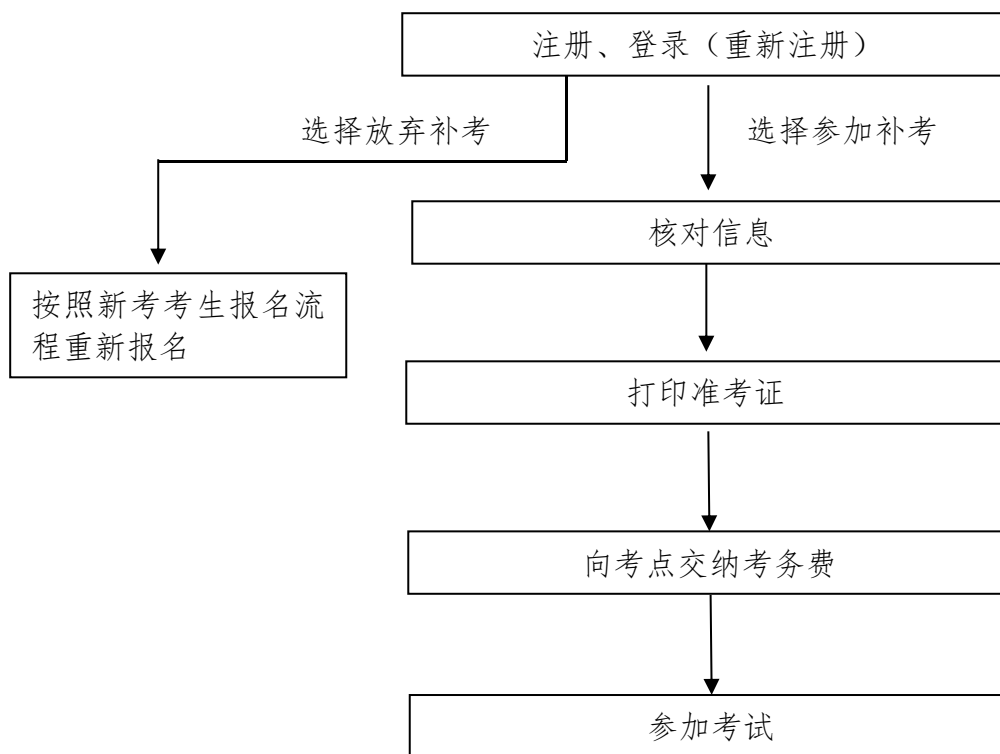 注册、登录（重新注册）
选择放弃补考
选择参加补考
核对信息
按照新考考生报名流
程重新报名
打印准考证
向考点交纳考务费
参加考试